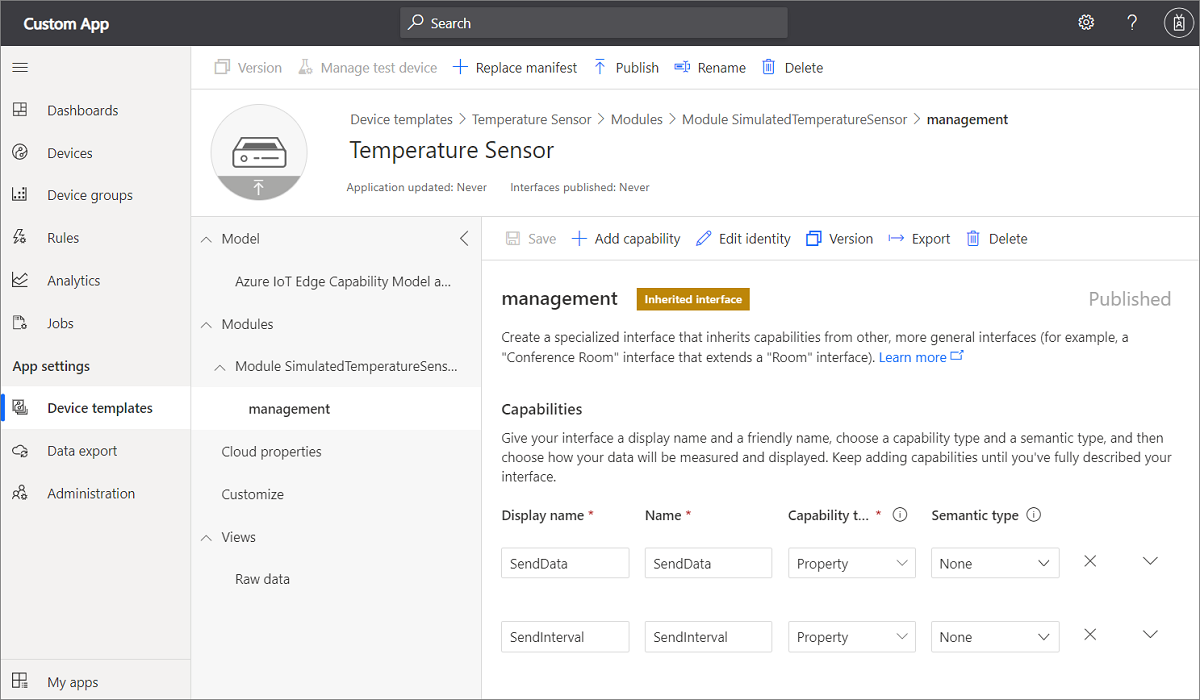 Custom App
Search
Version Manage test device Replace manifest Publish Rename Delete
Dashboards
Devices
Device groups
Rules
Analytics
Jobs
App settings
Device templates
Data export
Administration
My apps
Device templates > Temperature Sensor > Modules > Module SimulatedTemperatureSensor > management
Temperature Sensor
Application updated: Never Interfaces published: Never
Model
Azure IoT Edge Capability Model a...
Modules
Module SimulatedTemperatureSens...
management
Cloud properties
Customize
Views
Raw data
Save Add capability Edit identity Version Export Delete
management Inherited interface Published
Create a specialized interface that inherits capabilities from other, more general interfaces (for example, a
"Conference Room" interface that extends a "Room" interface). Learn more
Capabilities
Give your interface a display name and a friendly name, choose a capability type and a semantic type, and then
choose how your data will be measured and displayed. Keep adding capabilities until you've fully described your
interface.
Display name * Name * Capability t... * Semantic type
SendData SendData Property None
SendInterval SendInterval Property None